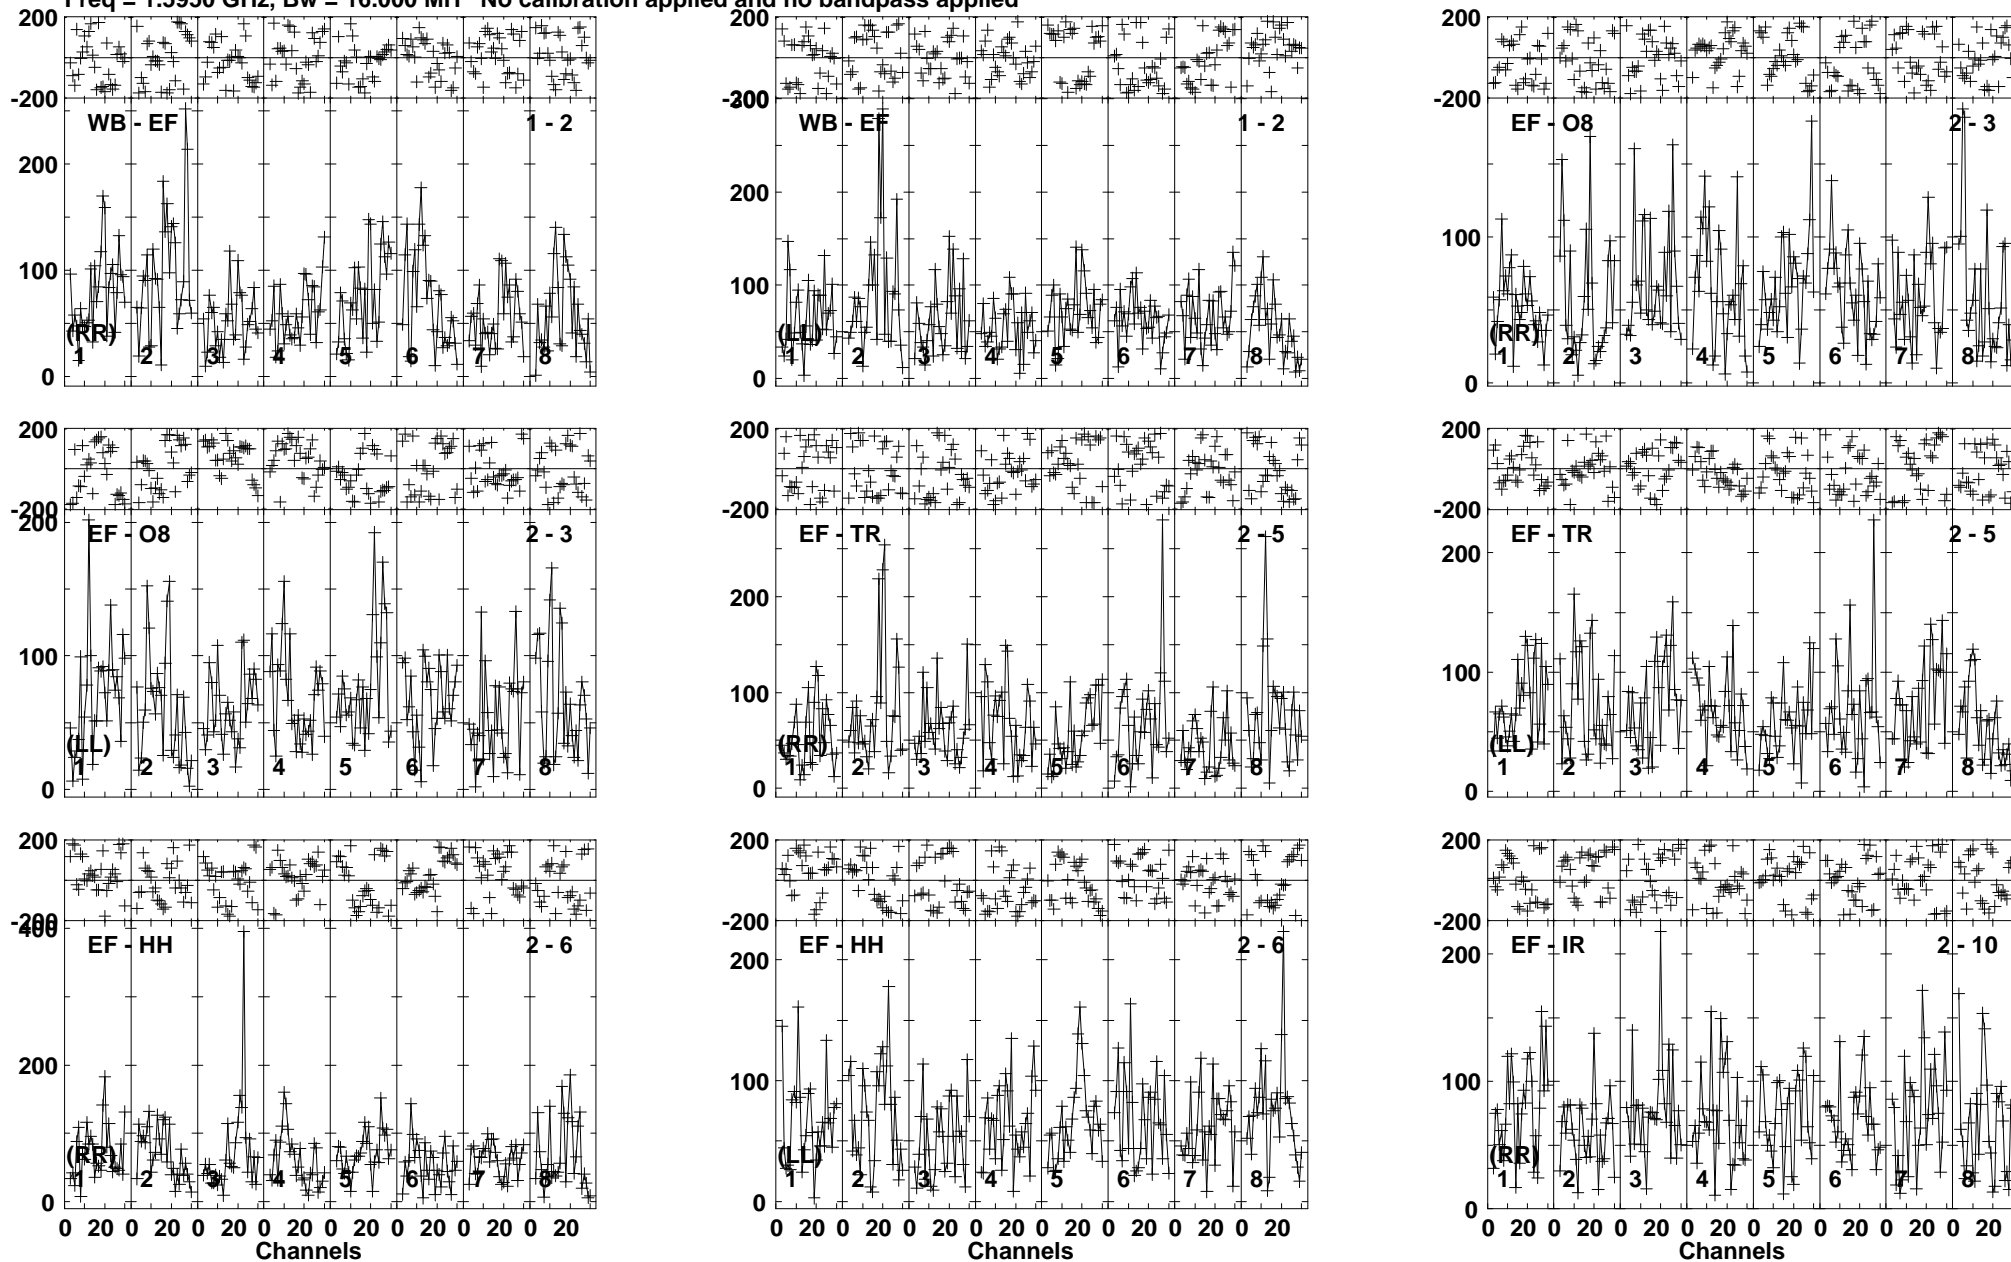 Freq = 1.5950 GHz, Bw = 16.000 MH No calibration applied and no bandpass applied
200 200 200
-200 -200 -200
300
WB - EF 1 - 2 WB - EF 1 - 2 EF - O8 2 - 3
200 200
100 100 100
(RR) (LL) (RR)
1 2 3 4 5 6 7 8 1 2 3 4 5 6 7 8 1 2 3 4 5 6 7 8
0 0 0
200 200 200
-200 -200 -200
200
EF - O8 2 - 3 EF - TR 2 - 5 EF - TR 2 - 5
200 200
100 100 100
(LL) (RR) (LL)
1 2 3 4 5 6 7 8 1 2 3 4 5 6 7 8 1 2 3 4 5 6 7 8
0 0 0
200 200 200
-200 -200 -200
400
EF - HH 2 - 6 EF - HH 2 - 6 EF - IR 2 - 10
200 200 200
100 100
(RR) (LL) (RR)
1 2 3 4 5 6 7 8 1 2 3 4 5 6 7 8 1 2 3 4 5 6 7 8
0 0 0
0 20 0 20 0 20 0 20 0 20 0 20 0 20 0 20 0 20 0 20 0 20 0 20 0 20 0 20 0 20 0 20 0 20 0 20 0 20 0 20 0 20 0 20 0 20 0 20
Channels Channels Channels